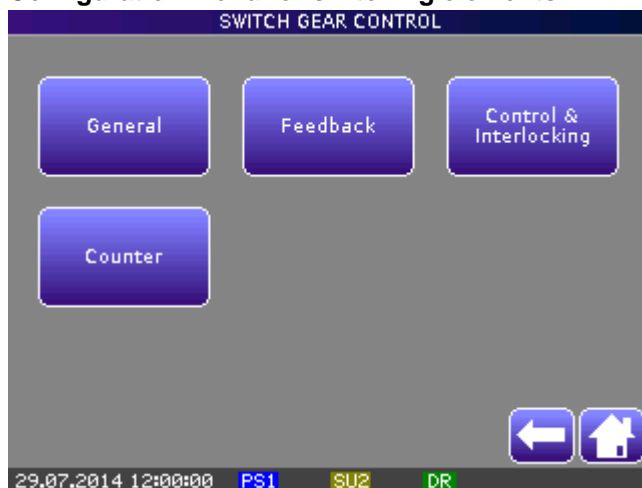 SWITCH GEAR CONTROL
General
Feedback
Control &
Interlocking
Counter
29.07.2014 12:00:00 PS1 SU2 DR